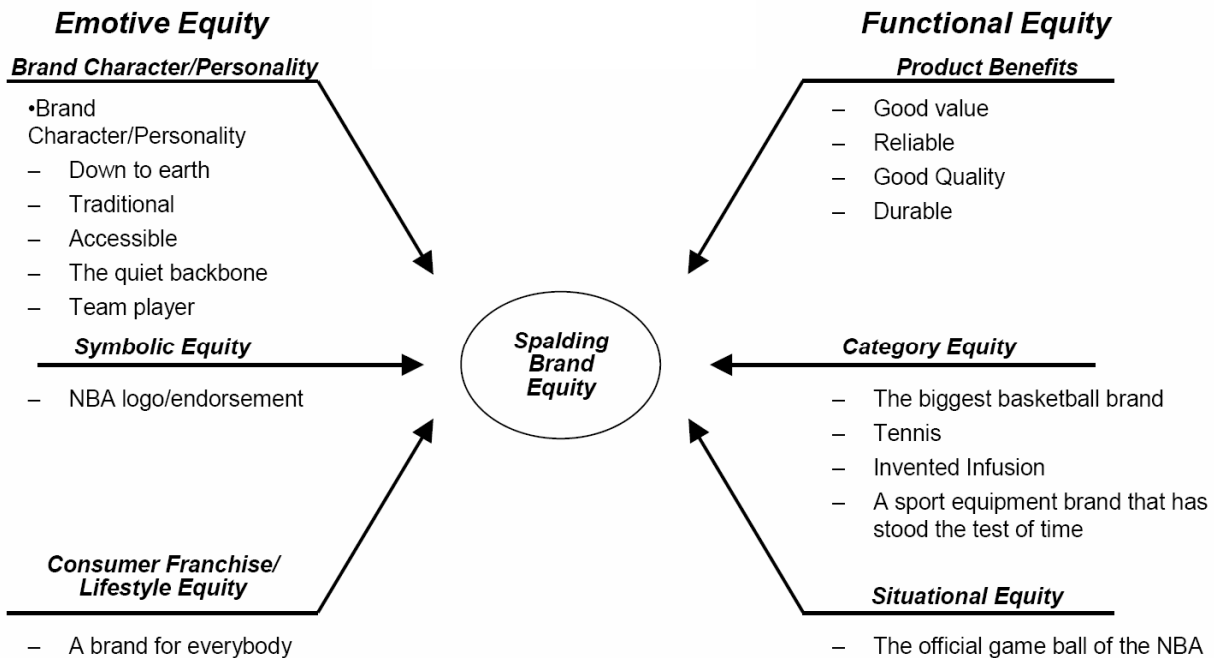 Emotive Equity
Brand Character/Personality
•Brand
Character/Personality
– Down to earth
– Traditional
– Accessible
– The quiet backbone
– Team player
Symbolic Equity
– NBA logo/endorsement
Consumer Franchise/
Lifestyle Equity
– A brand for everybody
Spalding
Brand
Equity
Functional Equity
Product Benefits
– Good value
– Reliable
– Good Quality
– Durable
Category Equity
– The biggest basketball brand
– Tennis
– Invented Infusion
– A sport equipment brand that has
stood the test of time
Situational Equity
– The official game ball of the NBA